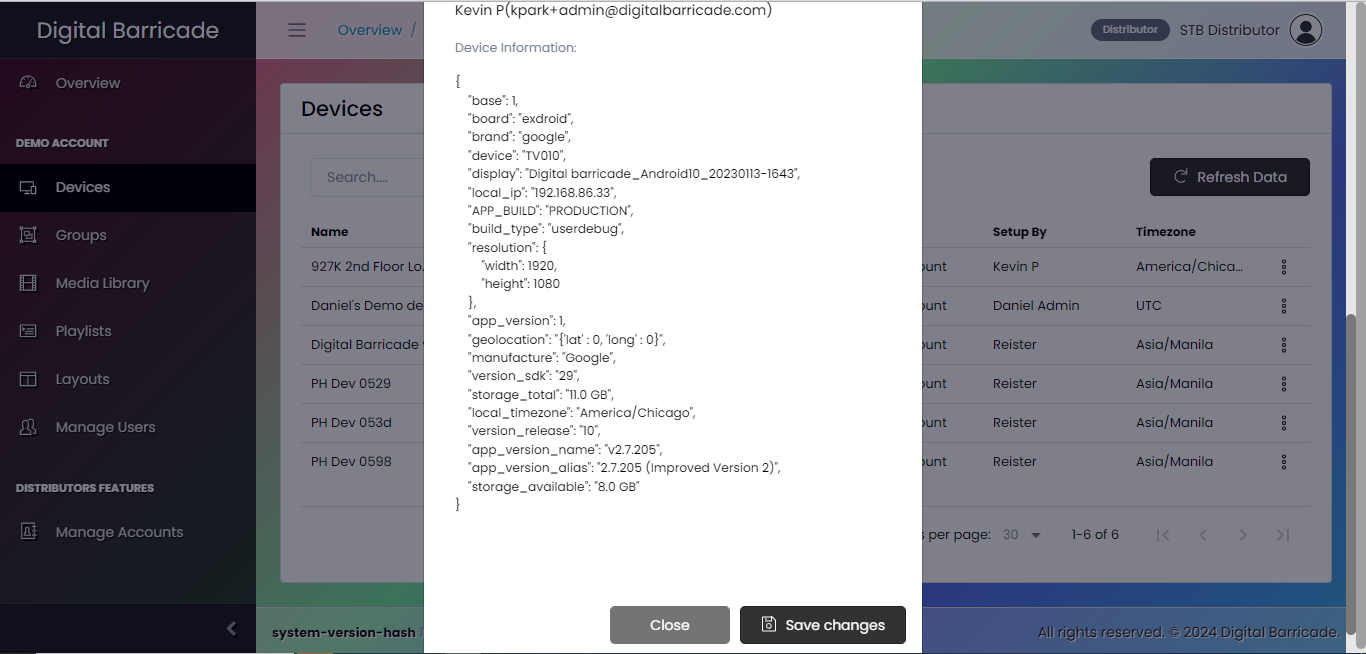 Digital Barricade
Overview
DEMO ACCOUNT
Devices
Groups
Media Library
Playlists
Layouts
Manage Users
DISTRIBUTORS FEATURES
Manage Accounts
Overview /
Distributor
STB Distributor
Devices
Search....
Refresh Data
Name
Setup By
Timezone
927K 2nd Floor Lo..
Kevin P
America/Chica...
Daniel's Demo de
Daniel Admin
UTC
Digital Barricade
Reister
Asia/Manila
PH Dev 0529
Reister
Asia/Manila
PH Dev 053d
Reister
Asia/Manila
PH Dev 0598
Reister
Asia/Manila
per page: 30
1-6 of 6
system-version-hash
All rights reserved. © 2024 Digital Barricade.
Kevin P(kpark+admin@digitalbarricade.com)
Device Information:
{
"base": 1,
"board": "exdroid",
"brand": "google",
"device": "TV010",
"display": "Digital barricade_Android10_20230113-1643",
"local_ip": "192.168.86.33",
"APP_BUILD": "PRODUCTION",
"build_type": "userdebug",
"resolution": {
"width": 1920,
"height": 1080
},
"app_version": 1,
"geolocation": "{'lat' : 0, 'long' : 0}",
"manufacture": "Google",
"version_sdk": "29",
"storage_total": "11.0 GB",
"local_timezone": "America/Chicago",
"version_release": "10",
"app_version_name": "v2.7.205",
"app_version_alias": "2.7.205 (Improved Version 2)",
"storage_available": "8.0 GB"
}
Close
Save changes